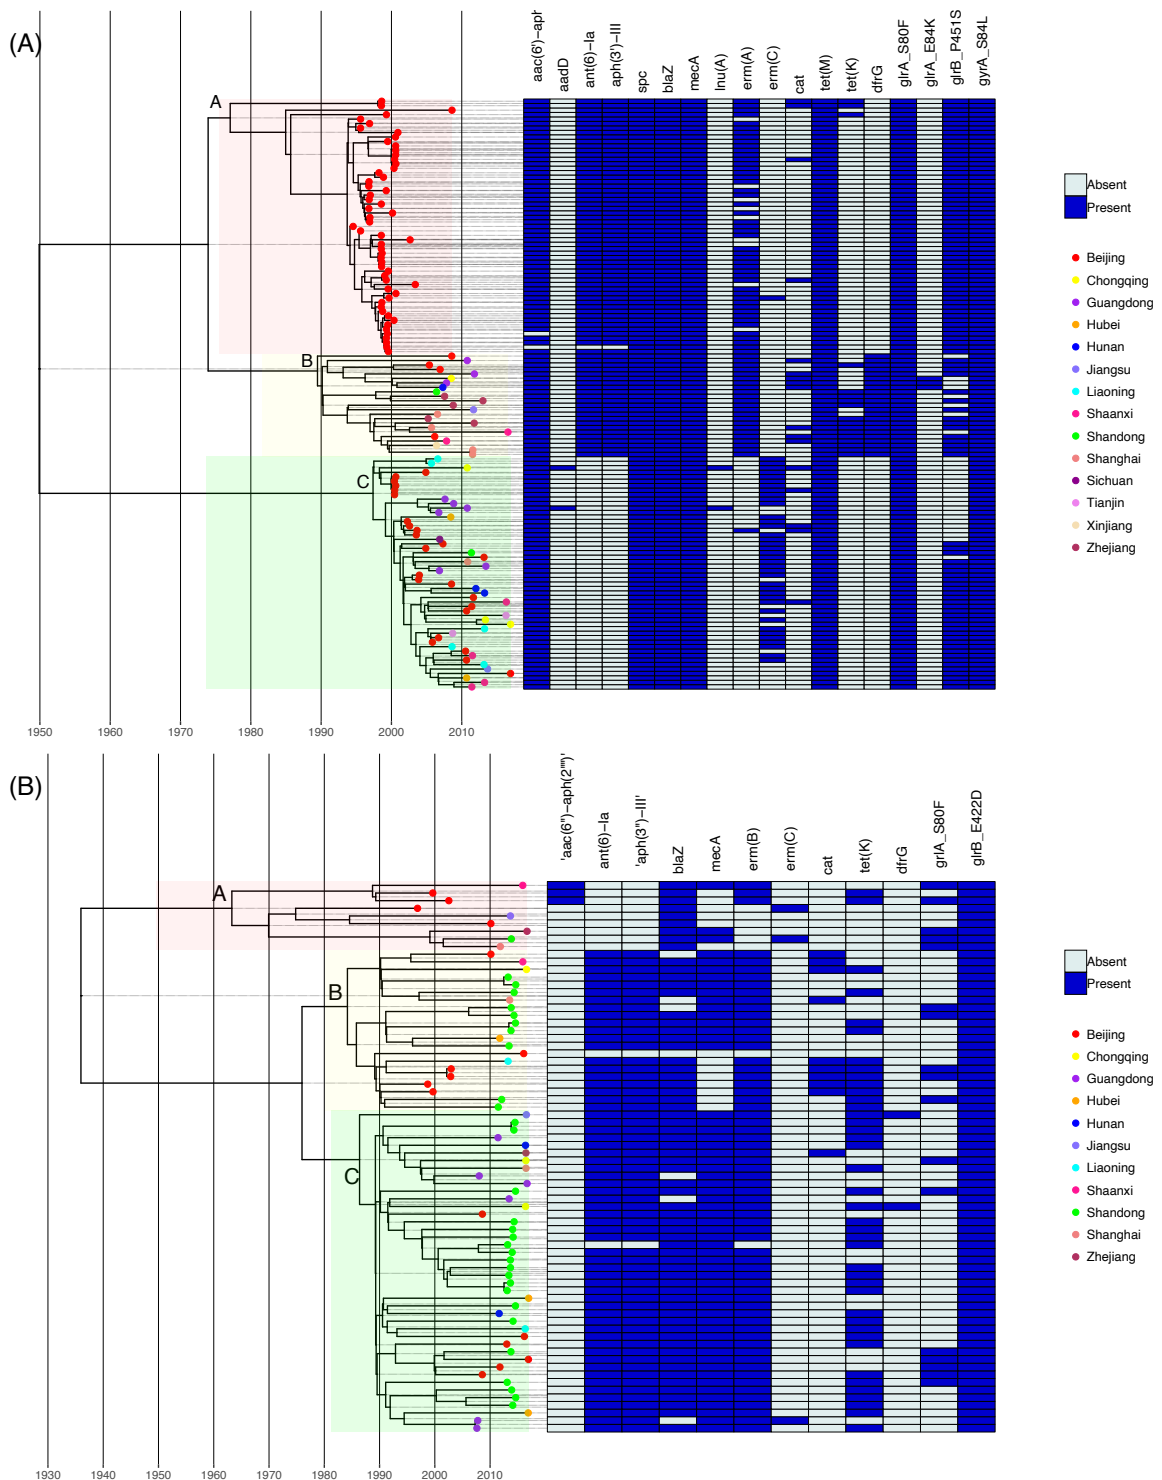 (A)
aac(6')−aph
aadD
ant(6)−Ia
aph(3')−III
spc
blaZ
mecA
lnu(A)
erm(A)
erm(C)
cat
tet(M)
tet(K)
dfrG
glrA_S80F
glrA_E84K
glrB_P451S
gyrA_S84L
A
B
C
Absent
Present
Beijing
Chongqing
Guangdong
Hubei
Hunan
Jiangsu
Liaoning
Shaanxi
Shandong
Shanghai
Sichuan
Tianjin
Xinjiang
Zhejiang
1950
1960
1970
1980
1990
2000
2010
(B)
'aac(6'')−aph(2'''')'
ant(6)−Ia
'aph(3'')−III'
blaZ
mecA
erm(B)
erm(C)
cat
tet(K)
dfrG
grlA_S80F
glrB_E422D
A
B
C
Absent
Present
Beijing
Chongqing
Guangdong
Hubei
Hunan
Jiangsu
Liaoning
Shaanxi
Shandong
Shanghai
Zhejiang
1930
1940
1950
1960
1970
1980
1990
2000
2010